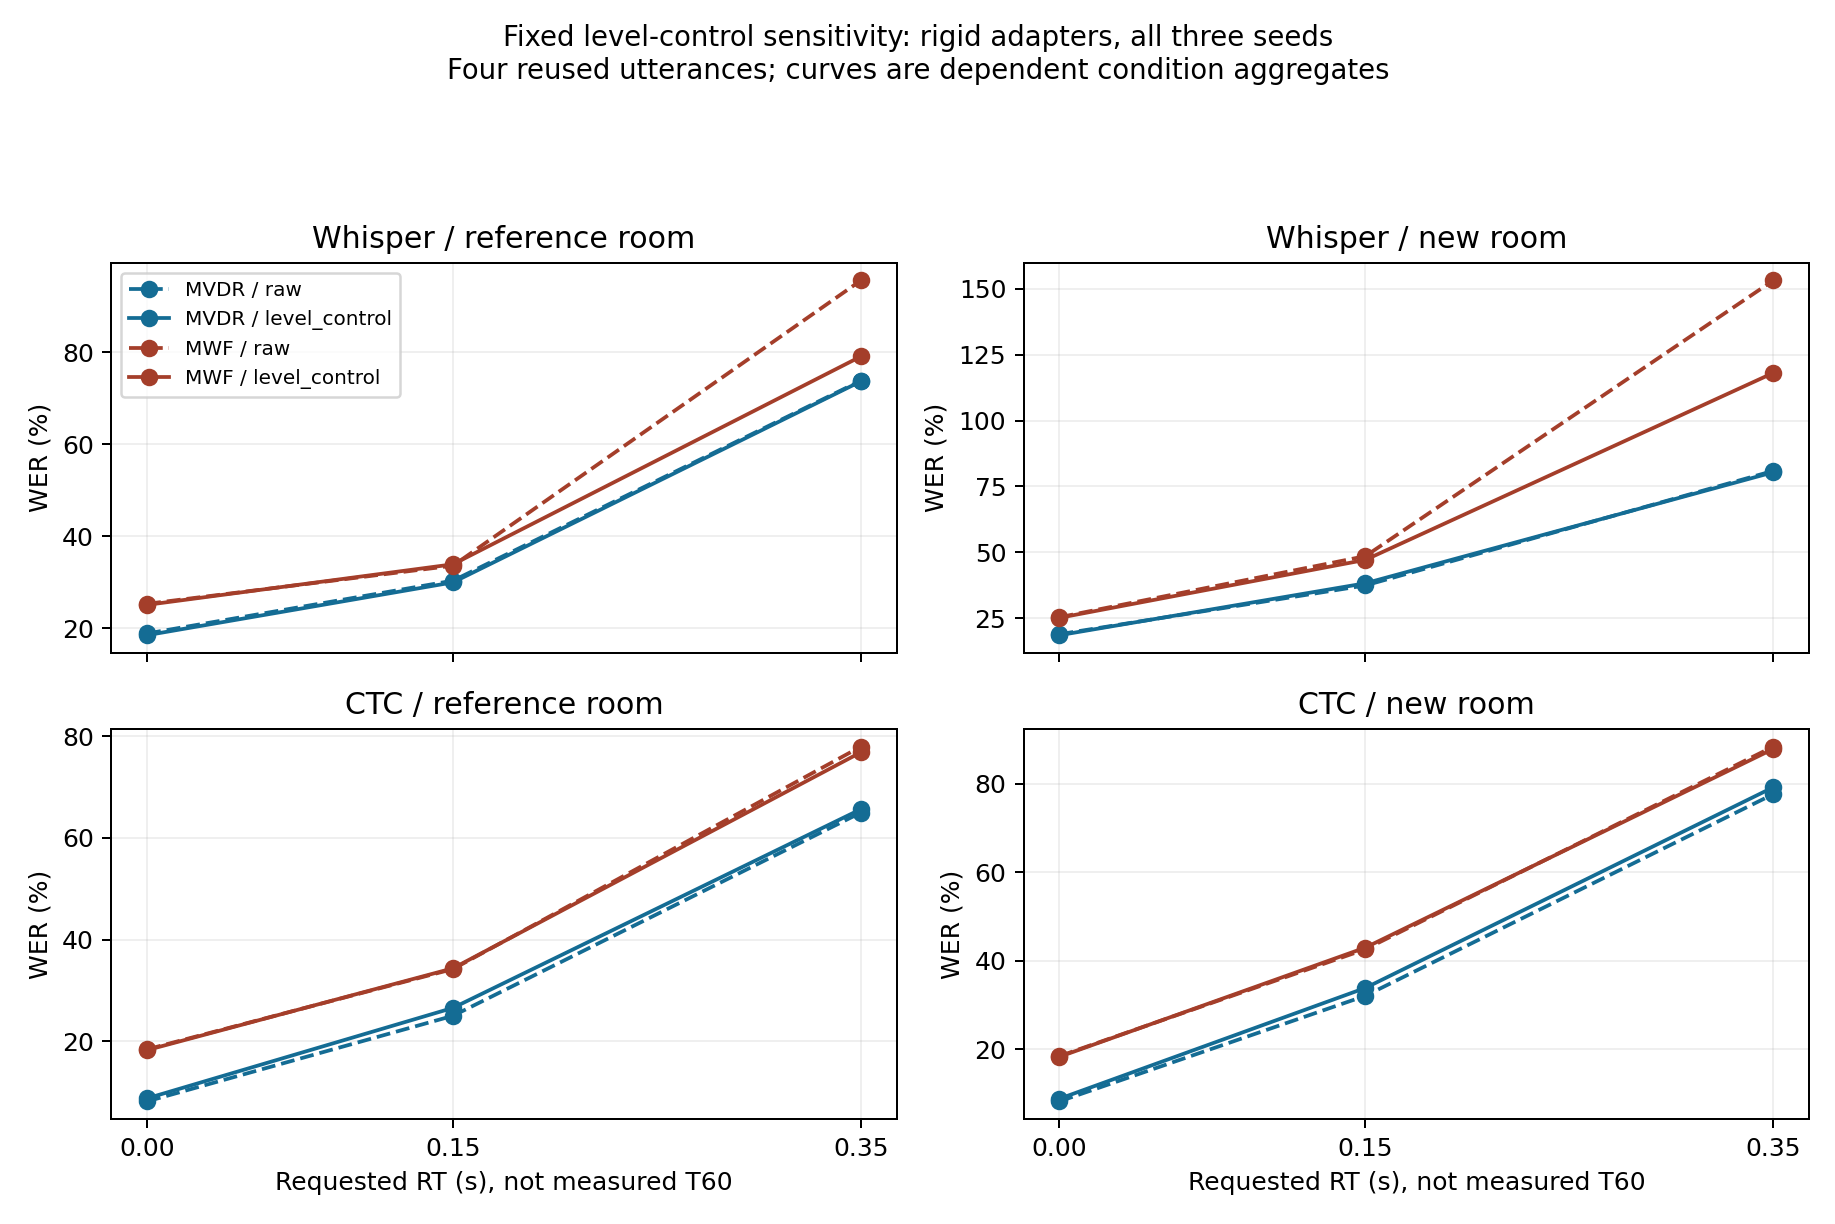 Fixed level-control sensitivity: rigid adapters, all three seeds
Four reused utterances; curves are dependent condition aggregates
Whisper / reference room
MVDR / raw
MVDR / level_control
MWF / raw
MWF / level_control
WER (%)
80
60
40
20
Whisper / new room
WER (%)
150
125
100
75
50
25
CTC / reference room
WER (%)
80
60
40
20
0.00
0.15
0.35
Requested RT (s), not measured T60
CTC / new room
WER (%)
80
60
40
20
0.00
0.15
0.35
Requested RT (s), not measured T60